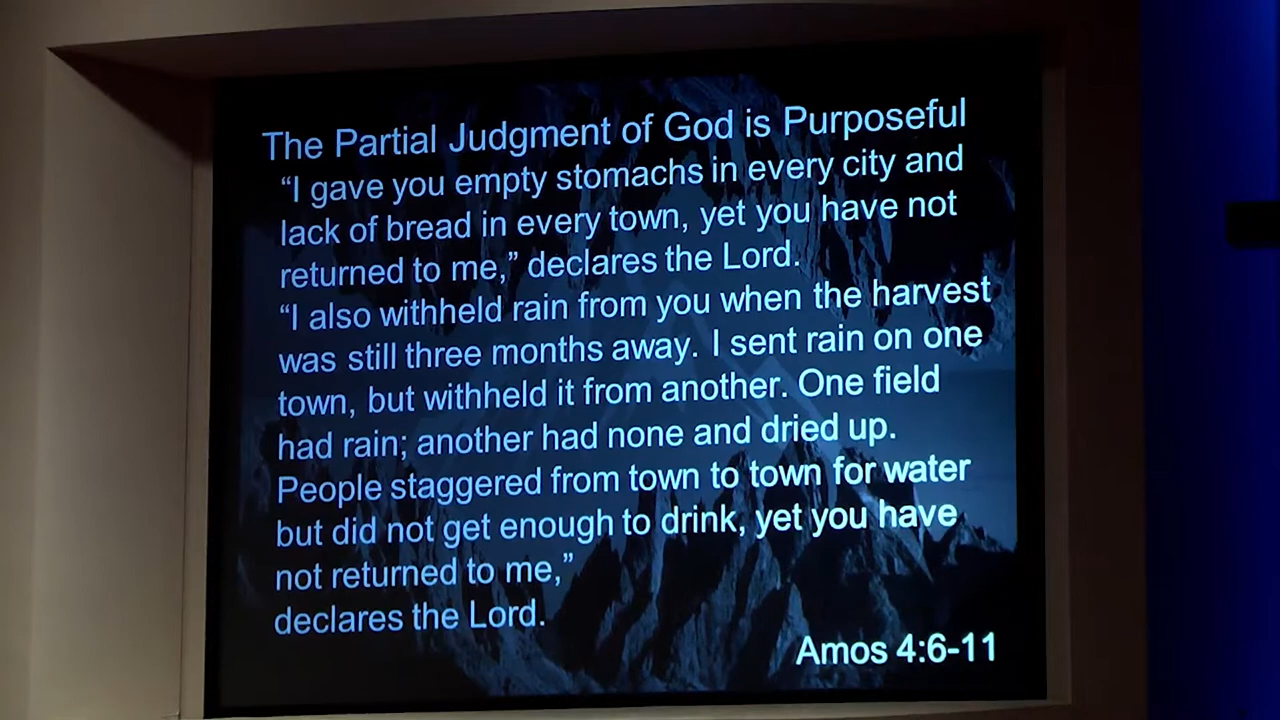 The Partial Judgment of God is Purposeful
“I gave you empty stomachs in every city and
lack of bread in every town, yet you have not
returned to me,” declares the Lord.
“I also withheld rain from you when the harvest
was still three months away. I sent rain on one
town, but withheld it from another. One field
had rain; another had none and dried up.
People staggered from town to town for water
but did not get enough to drink, yet you have
not returned to me,”
declares the Lord.
Amos 4:6-11